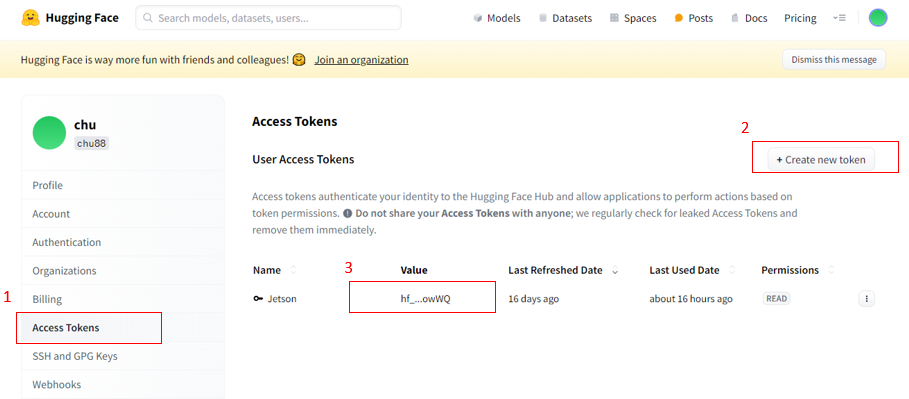 Hugging Face
Search models, datasets, users...
Models
Datasets
Spaces
Posts
Docs
Pricing
Hugging Face is way more fun with friends and colleagues! 🤗 Join an organization
Dismiss this message
chu
chu88
Profile
Account
Authentication
Organizations
1
Billing
Access Tokens
SSH and GPG Keys
Webhooks
Access Tokens
2
User Access Tokens
+ Create new token
Access tokens authenticate your identity to the Hugging Face Hub and allow applications to perform actions based on
token permissions. Do not share your Access Tokens with anyone; we regularly check for leaked Access Tokens and
remove them immediately.
3
Name Value Last Refreshed Date Last Used Date Permissions
Jetson hf_...owWQ 16 days ago about 16 hours ago READ